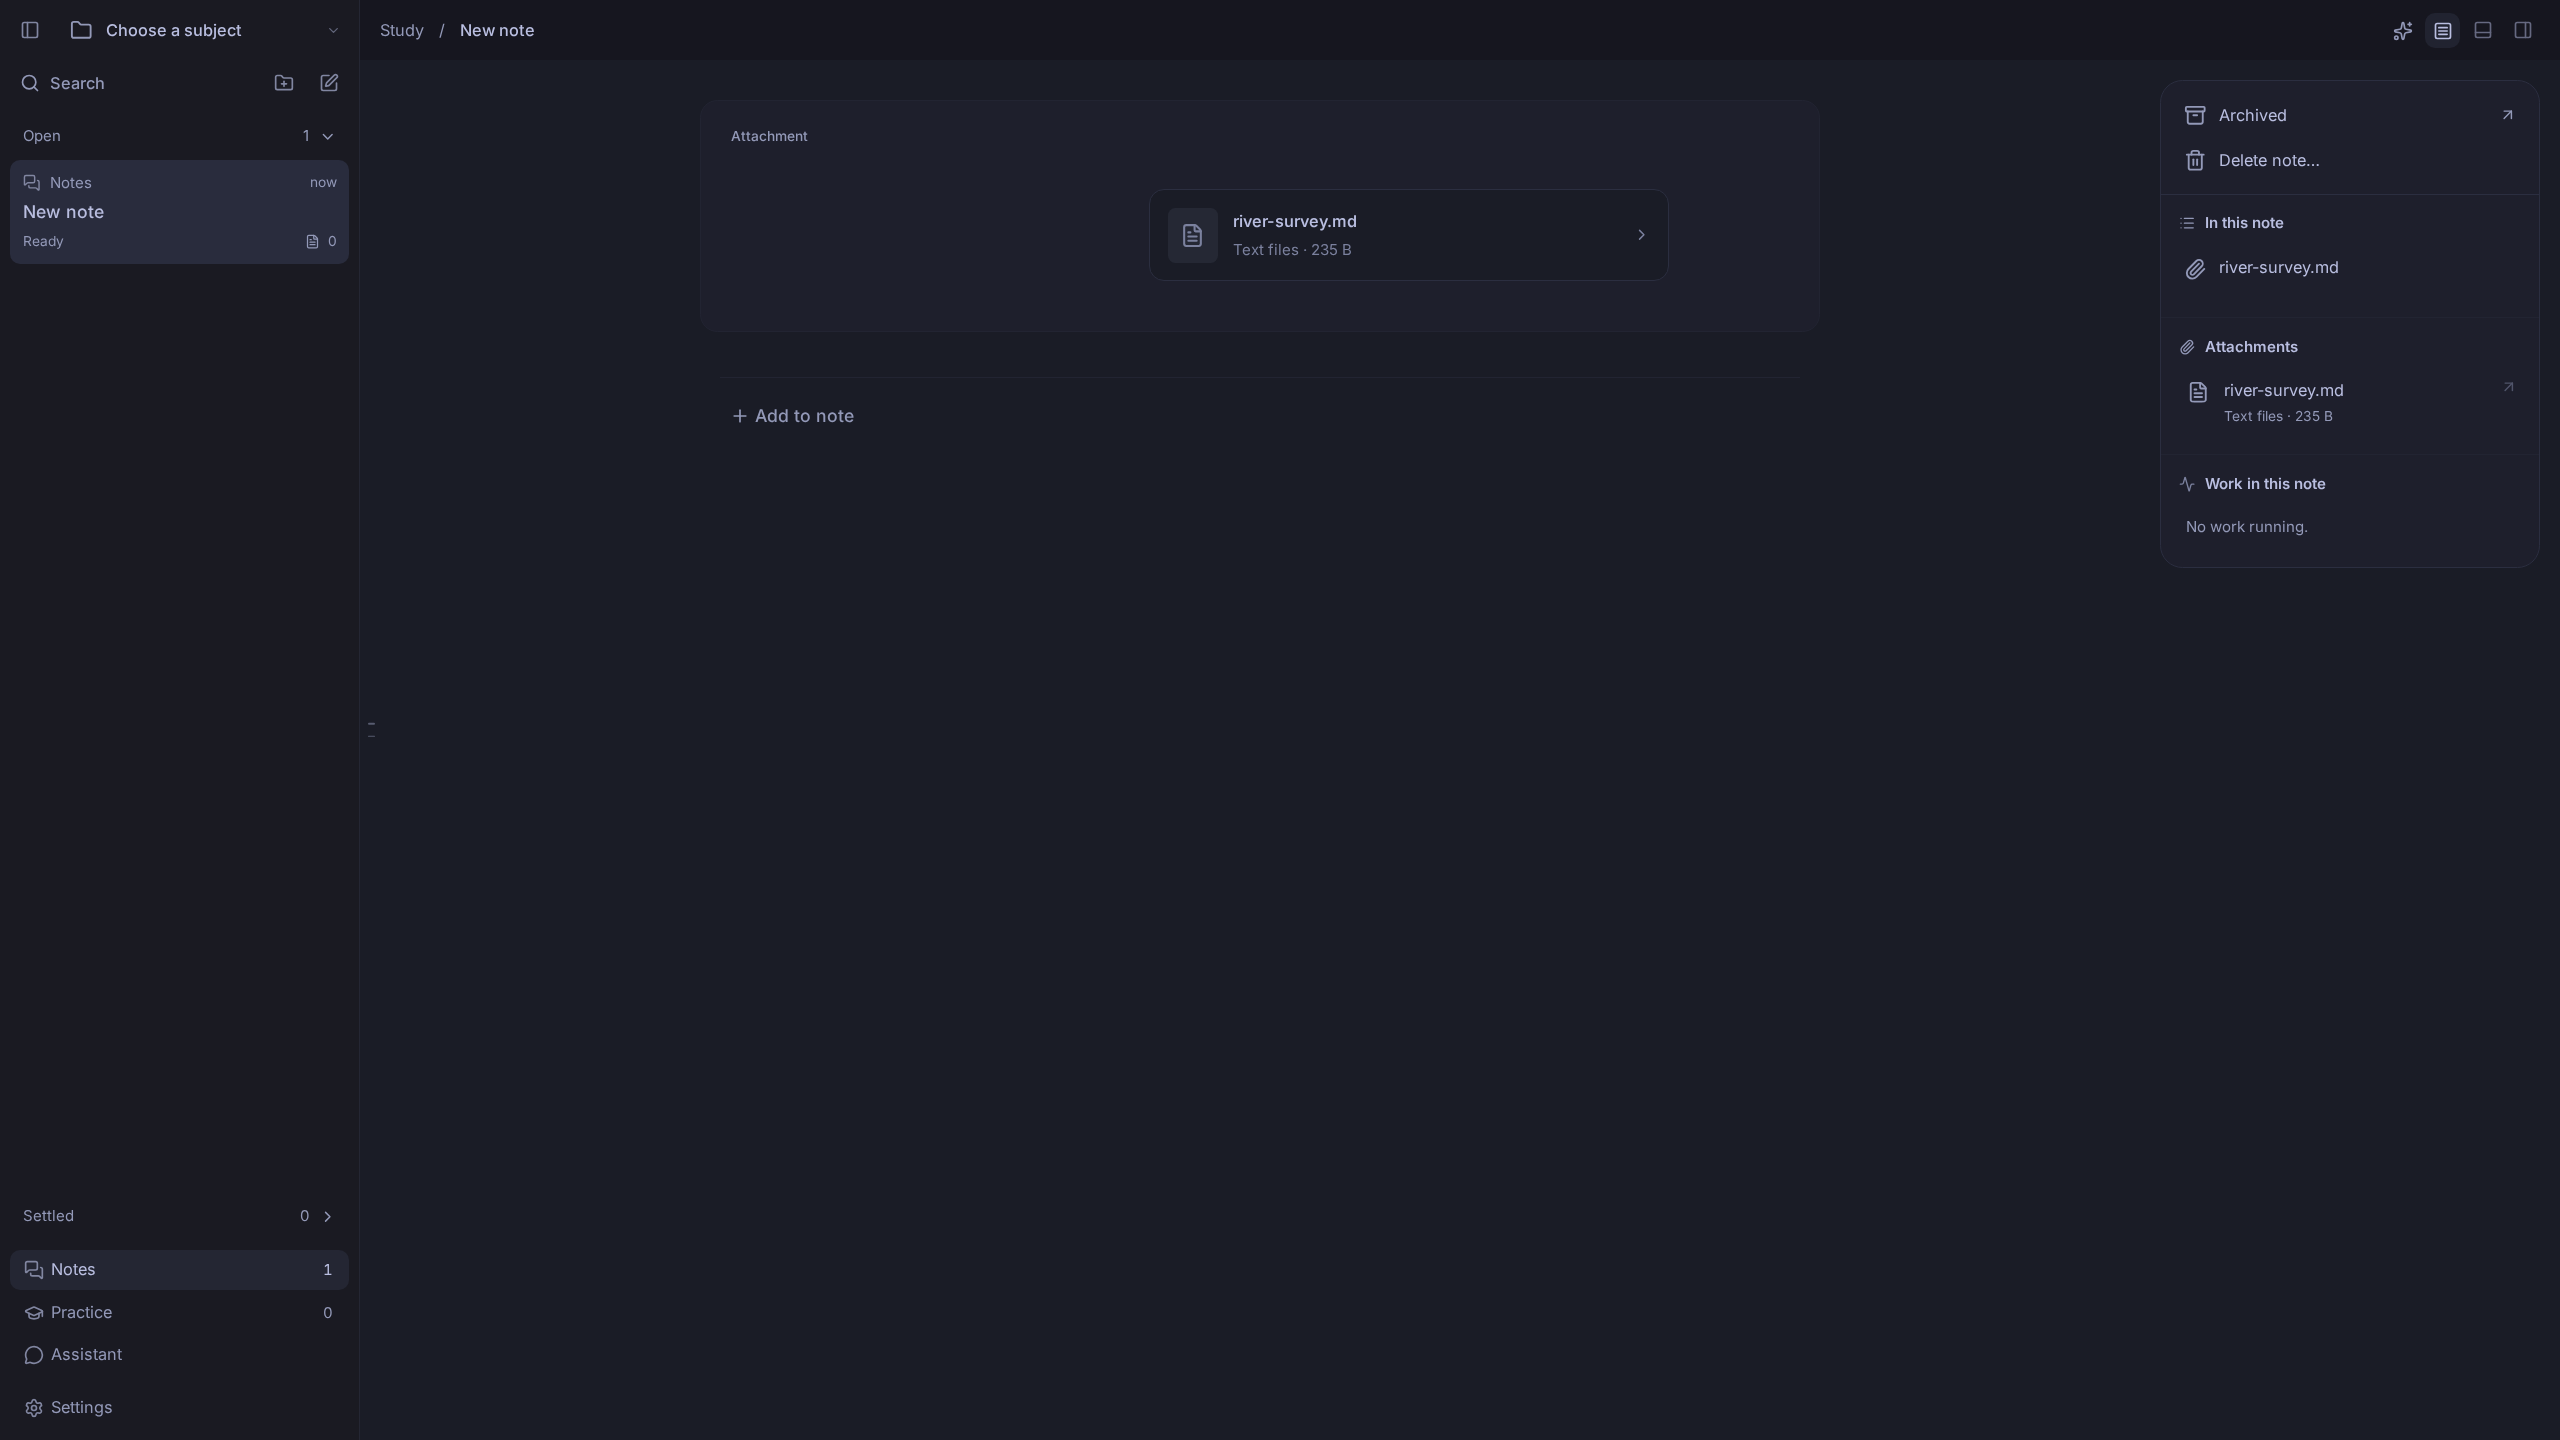 Choose a subject
Search
Open 1
Notes now
New note
Ready 0
Settled 0
Notes 1
Practice 0
Assistant
Settings
Study / New note
Attachment
river-survey.md
Text files · 235 B
Add to note
Archived
Delete note...
In this note
river-survey.md
Attachments
river-survey.md
Text files · 235 B
Work in this note
No work running.